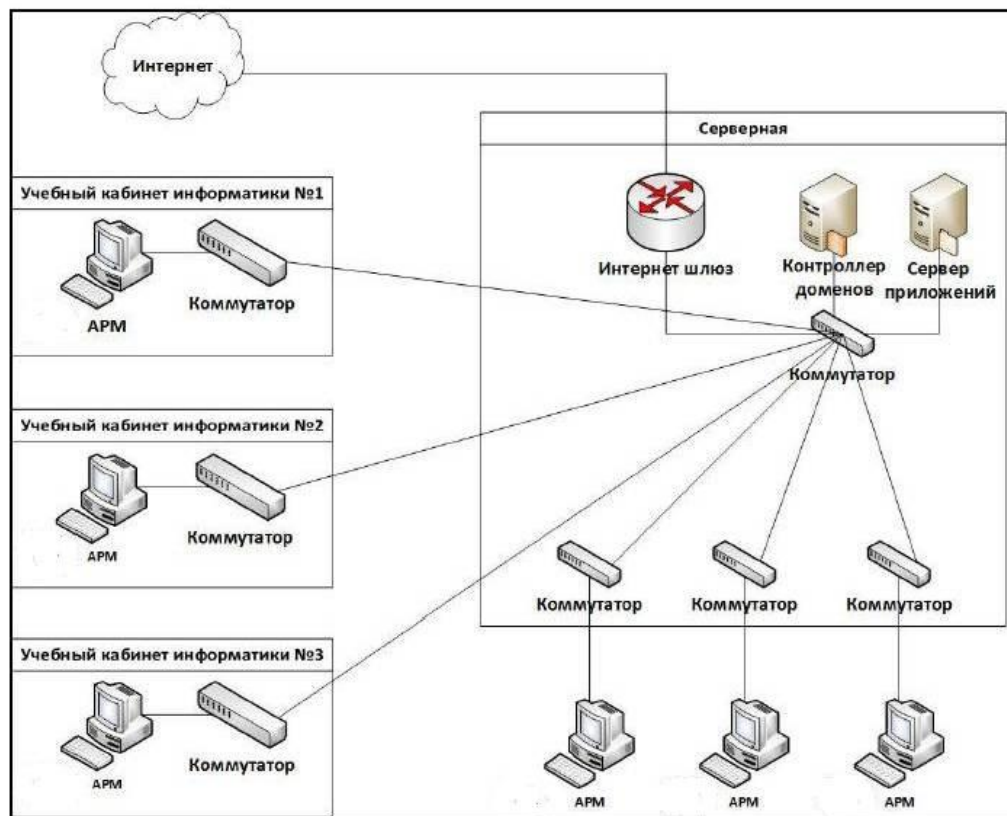 Интернет
Серверная
Учебный кабинет информатики №1
АРМ
Коммутатор
Интернет шлюз
Контроллер
доменов
Сервер
приложений
Коммутатор
Учебный кабинет информатики №2
АРМ
Коммутатор
Коммутатор
Коммутатор
Коммутатор
Учебный кабинет информатики №3
АРМ
Коммутатор
АРМ
АРМ
АРМ